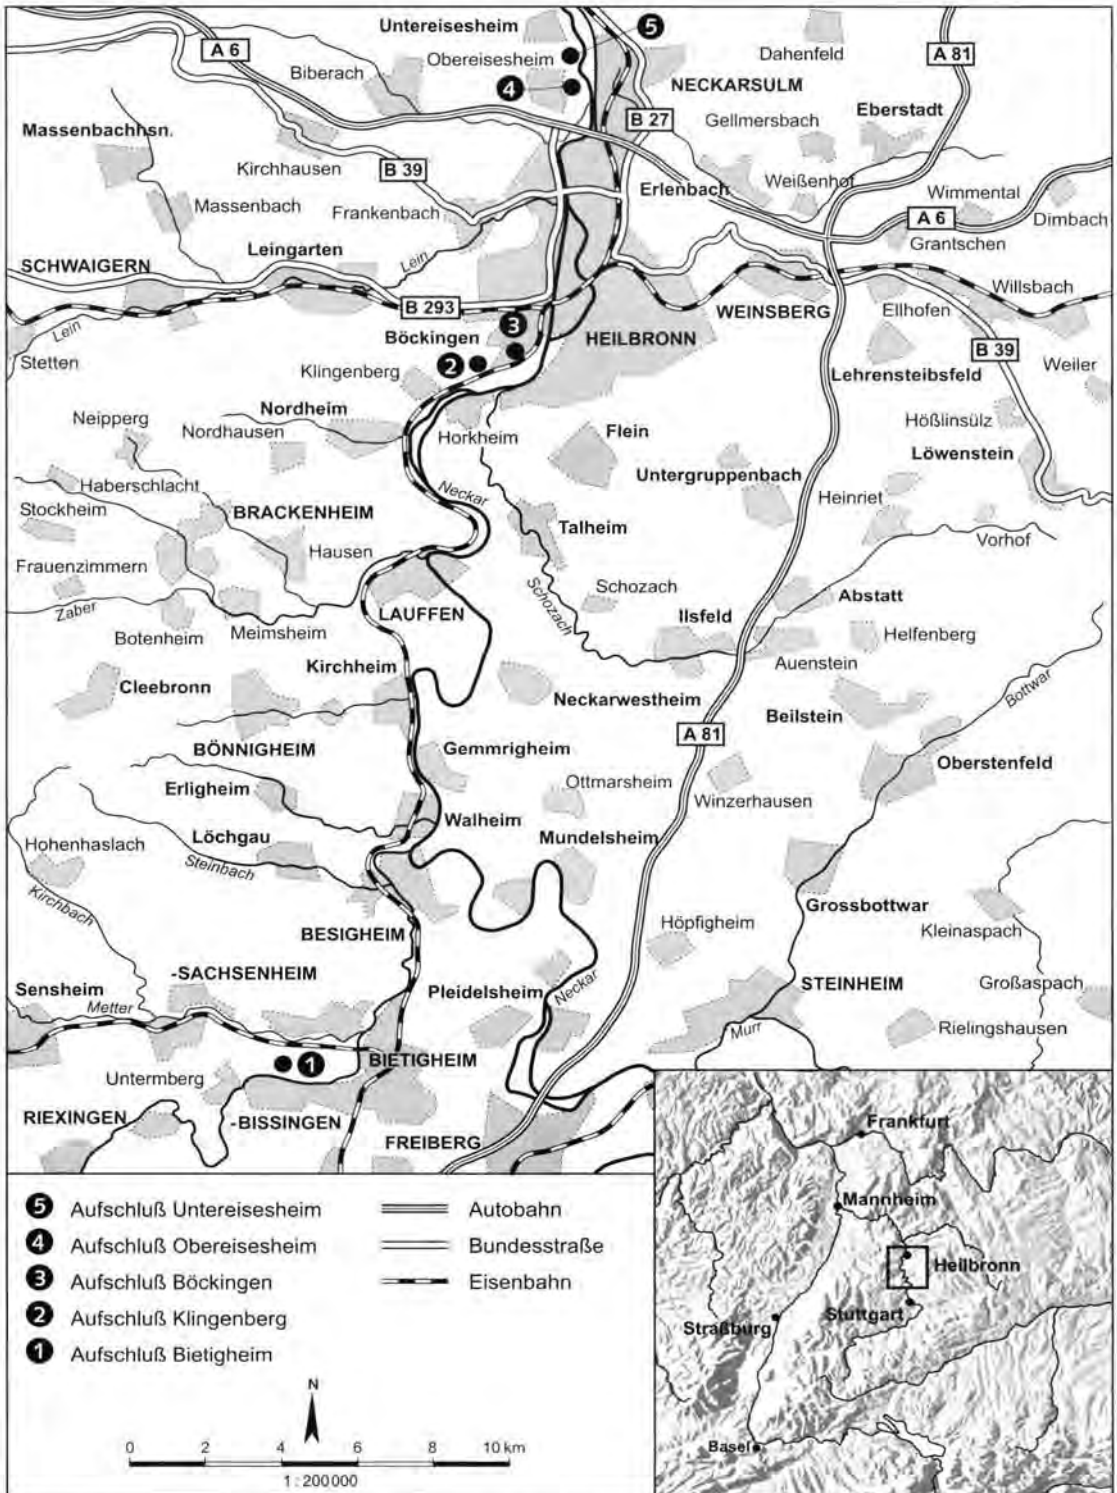 Untereisesheim
5
A 6
Obereisesheim
Dahenfeld
A 81
Biberach
4
NECKARSULM
B 27
Gellmersbach
Eberstadt
Massenbachhsn.
Kirchhausen
B 39
Erlenbach
Weißenhof
Wimmental
Massenbach
Frankenbach
A 6
Dimbach
Leingarten
Lein
Grantschen
SCHWAIGERN
B 293
WEINSBERG
Willsbach
Ellhofen
Lein
3
Böckingen
HEILBRONN
B 39
Stetten
2
Klingenberg
Lehrensteibsfeld
Weiler
Nordheim
Neipperg
Nordhausen
Horkheim
Flein
Hößlinsülz
Löwenstein
Haberschlacht
Neckar
Untergruppenbach
Heinriet
Stockheim
BRACKENHEIM
Talheim
Vorhof
Hausen
Frauenzimmern
Schozach
Schozach
Zaber
LAUFFEN
Abstatt
Botenheim
Meimsheim
Ilsfeld
Helfenberg
Kirchheim
Auenstein
Cleebronn
Neckarwestheim
Bottwar
Beilstein
A 81
BÖNNIGHEIM
Gemmrigheim
Oberstenfeld
Erligheim
Ottmarsheim
Winzerhausen
Walheim
Löchgau
Mundelsheim
Hohenhaslach
Steinbach
Kirchbach
Grossbottwar
Höpfigheim
Kleinaspach
BESIGHEIM
-SACHSENHEIM
Sensheim
Pleidelsheim
Neckar
STEINHEIM
Großaspach
Metter
Murr
Rielingshausen
1
BIETIGHEIM
Untermberg
RIEXINGEN
-BISSINGEN
FREIBERG
Frankfurt
Mannheim
Heilbronn
Stuttgart
Straßburg
Basel
5 Aufschluß Untereisesheim
4 Aufschluß Obereisesheim
3 Aufschluß Böckingen
2 Aufschluß Klingenberg
1 Aufschluß Bietigheim
Autobahn
Bundesstraße
Eisenbahn
N
0 2 4 6 8 10 km
1 : 200000